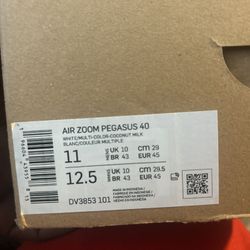 AIR ZOOM PEGASUS 40
WHITE/MULTI-COLOR-COCONUT MILK
BLANC/COULEUR MULTIPLE
11 MENS UK 10 CM 29
BR 43 EUR 45
12.5 UK 10 CM 29.5
BR 43 EUR 45
DV3853 101
MADE IN INDONESIA